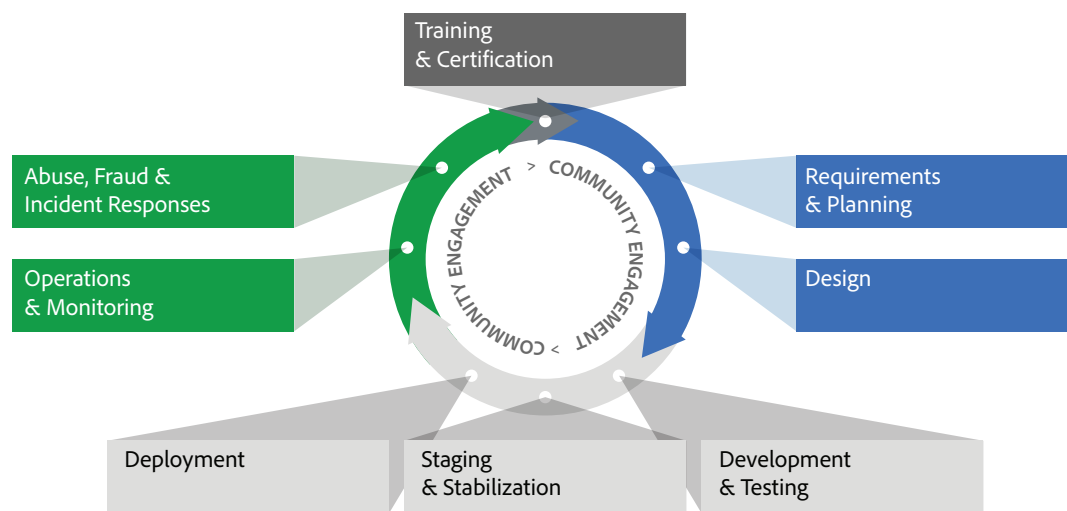 Training
& Certification
Abuse, Fraud &
Incident Responses
Requirements
& Planning
Operations
& Monitoring
Design
> COMMUNITY ENGAGEMENT
> COMMUNITY ENGAGEMENT
Deployment
Staging
& Stabilization
Development
& Testing